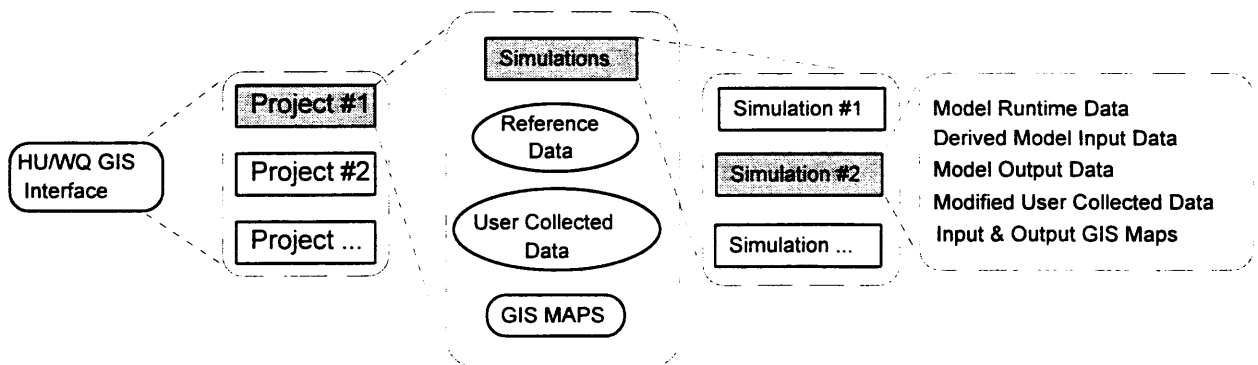 HU/WQ GIS
Interface
Project #1
Project #2
Project ...
Simulations
Reference
Data
User Collected
Data
GIS MAPS
Simulation #1
Simulation #2
Simulation ...
Model Runtime Data
Derived Model Input Data
Model Output Data
Modified User Collected Data
Input & Output GIS Maps